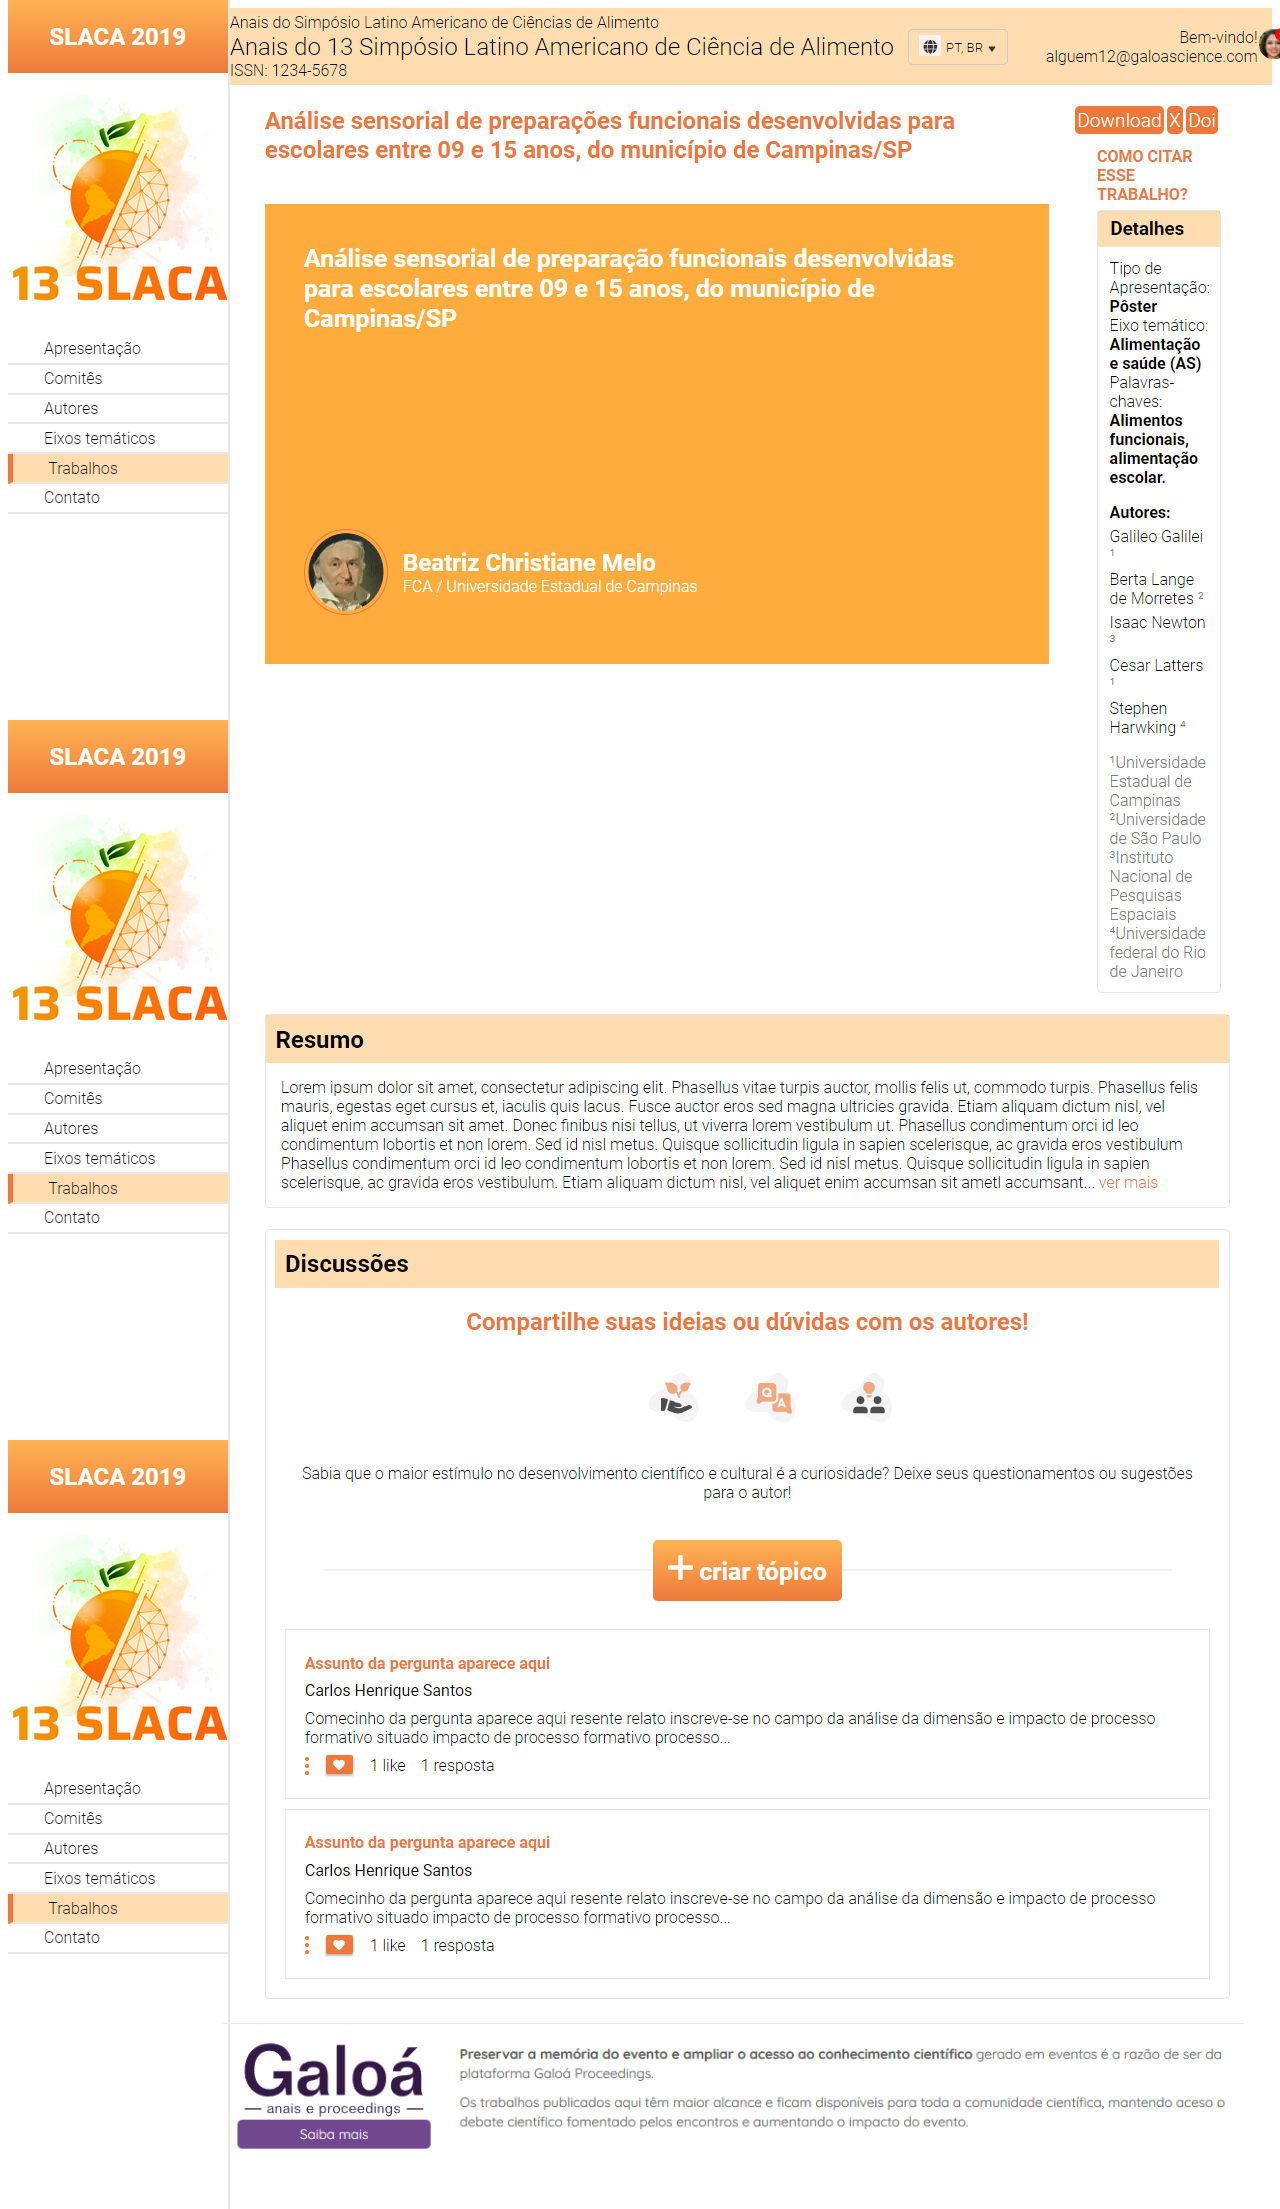 SLACA 2019
13 SLACA
Apresentação
Comitês
Autores
Eixos temáticos
Trabalhos
Contato
Anais do Simpósio Latino Americano de Ciências de Alimento
Anais do 13 Simpósio Latino Americano de Ciência de Alimento
ISSN: 1234-5678
PT, BR
Bem-vindo!
alguem12@galoascience.com
Análise sensorial de preparações funcionais desenvolvidas para
escolares entre 09 e 15 anos, do município de Campinas/SP
Download X Doi
COMO CITAR
ESSE
TRABALHO?
Análise sensorial de preparação funcionais desenvolvidas
para escolares entre 09 e 15 anos, do município de
Campinas/SP
Beatriz Christiane Melo
FCA / Universidade Estadual de Campinas
Detalhes
Tipo de
Apresentação:
Pôster
Eixo temático:
Alimentação
e saúde (AS)
Palavras-
chaves:
Alimentos
funcionais,
alimentação
escolar.
Autores:
Galileo Galilei
1
Berta Lange
de Morretes 2
Isaac Newton
3
Cesar Latters
1
Stephen
Harwking 4
¹Universidade
Estadual de
Campinas
²Universidade
de São Paulo
³Instituto
Nacional de
Pesquisas
Espaciais
⁴Universidade
federal do Rio
de Janeiro
SLACA 2019
13 SLACA
Apresentação
Comitês
Autores
Eixos temáticos
Trabalhos
Contato
Resumo
Lorem ipsum dolor sit amet, consectetur adipiscing elit. Phasellus vitae turpis auctor, mollis felis ut, commodo turpis. Phasellus felis
mauris, egestas eget cursus et, iaculis quis lacus. Fusce auctor eros sed magna ultricies gravida. Etiam aliquam dictum nisl, vel
aliquet enim accumsan sit amet. Donec finibus nisi tellus, ut viverra lorem vestibulum ut. Phasellus condimentum orci id leo
condimentum lobortis et non lorem. Sed id nisl metus. Quisque sollicitudin ligula in sapien scelerisque, ac gravida eros vestibulum
Phasellus condimentum orci id leo condimentum lobortis et non lorem. Sed id nisl metus. Quisque sollicitudin ligula in sapien
scelerisque, ac gravida eros vestibulum. Etiam aliquam dictum nisl, vel aliquet enim accumsan sit ametl accumsant... ver mais
Discussões
Compartilhe suas ideias ou dúvidas com os autores!
Q
A
Sabia que o maior estímulo no desenvolvimento científico e cultural é a curiosidade? Deixe seus questionamentos ou sugestões
para o autor!
SLACA 2019
13 SLACA
Apresentação
Comitês
Autores
Eixos temáticos
Trabalhos
Contato
+ criar tópico
Assunto da pergunta aparece aqui
Carlos Henrique Santos
Comecinho da pergunta aparece aqui resente relato inscreve-se no campo da análise da dimensão e impacto de processo
formativo situado impacto de processo formativo processo...
1 like 1 resposta
Assunto da pergunta aparece aqui
Carlos Henrique Santos
Comecinho da pergunta aparece aqui resente relato inscreve-se no campo da análise da dimensão e impacto de processo
formativo situado impacto de processo formativo processo...
1 like 1 resposta
Galoá
anais e proceedings
Saiba mais
Preservar a memória do evento e ampliar o acesso ao conhecimento científico gerado em eventos é a razão de ser da
plataforma Galoá Proceedings.
Os trabalhos publicados aqui têm maior alcance e ficam disponíveis para toda a comunidade científica, mantendo aceso o
debate científico fomentado pelos encontros e aumentando o impacto do evento.